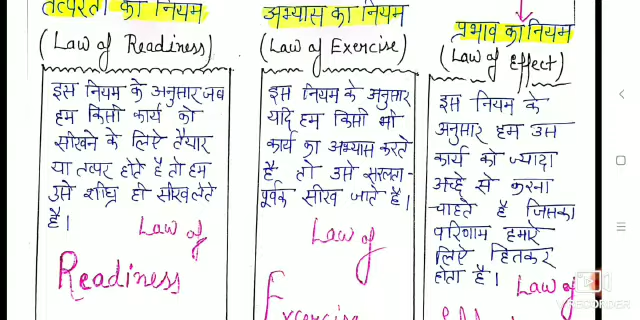 तत्परता का नियम
(Law of Readiness)
इस नियम के अनुसार जब
हम किसी कार्य को
सीखने के लिऐ तैयार
या तत्पर होते है तो हम
उसे शीघ्र ही सीख लेते
है।
Law of
Readiness
अभ्यास का नियम
(Law of Exercise)
इस नियम के अनुसार
यदि हम किसी भी
कार्य का अभ्यास करते
है, तो उसे सरलता-
पूर्वक सीख जाते है।
Law of
Exercise
प्रभाव का नियम
(Law of Effect)
इस नियम के
अनुसार हम उस
कार्य को ज्यादा
अच्छे से करना
चाहते है जिसका
परिणाम हमारे
लिऐ हितकर
होता है।
Law of